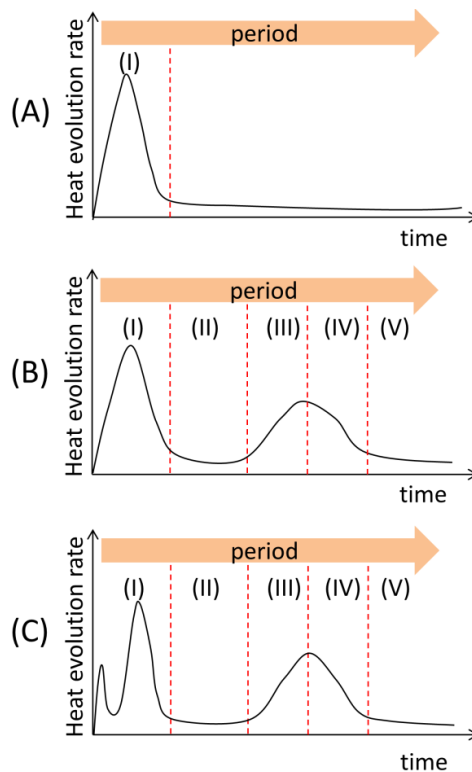 period
(I)
(A)
Heat evolution rate
time
period
(I) (II) (III) (IV) (V)
(B)
Heat evolution rate
time
period
(I) (II) (III) (IV) (V)
(C)
Heat evolution rate
time